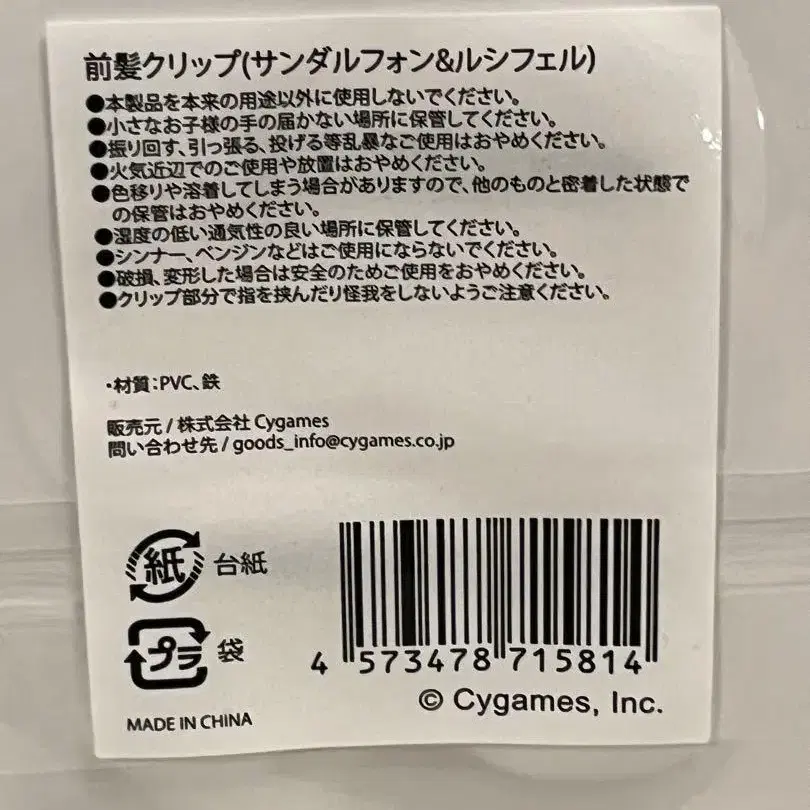 前髪クリップ(サンダルフォン&ルシフェル)
●本製品を本来の用途以外に使用しないでください。
●小さなお子様の手の届かない場所に保管してください。
●振り回す、引っ張る、投げる等乱暴なご使用はおやめください。
●火気近辺でのご使用や放置はおやめください。
●色移りや溶着してしまう場合がありますので、他のものと密着した状態で
の保管はおやめください。
●湿度の低い通気性の良い場所に保管してください。
●シンナー、ベンジンなどはご使用にならないでください。
●破損、変形した場合は安全のためご使用をおやめください。
●クリップ部分で指を挟んだり怪我をしないようご注意ください。
・材質:PVC、鉄
販売元/株式会社 Cygames
問い合わせ先/goods_info@cygames.co.jp
紙 台紙
プラ 袋
MADE IN CHINA
4 573478 715814
© Cygames, Inc.